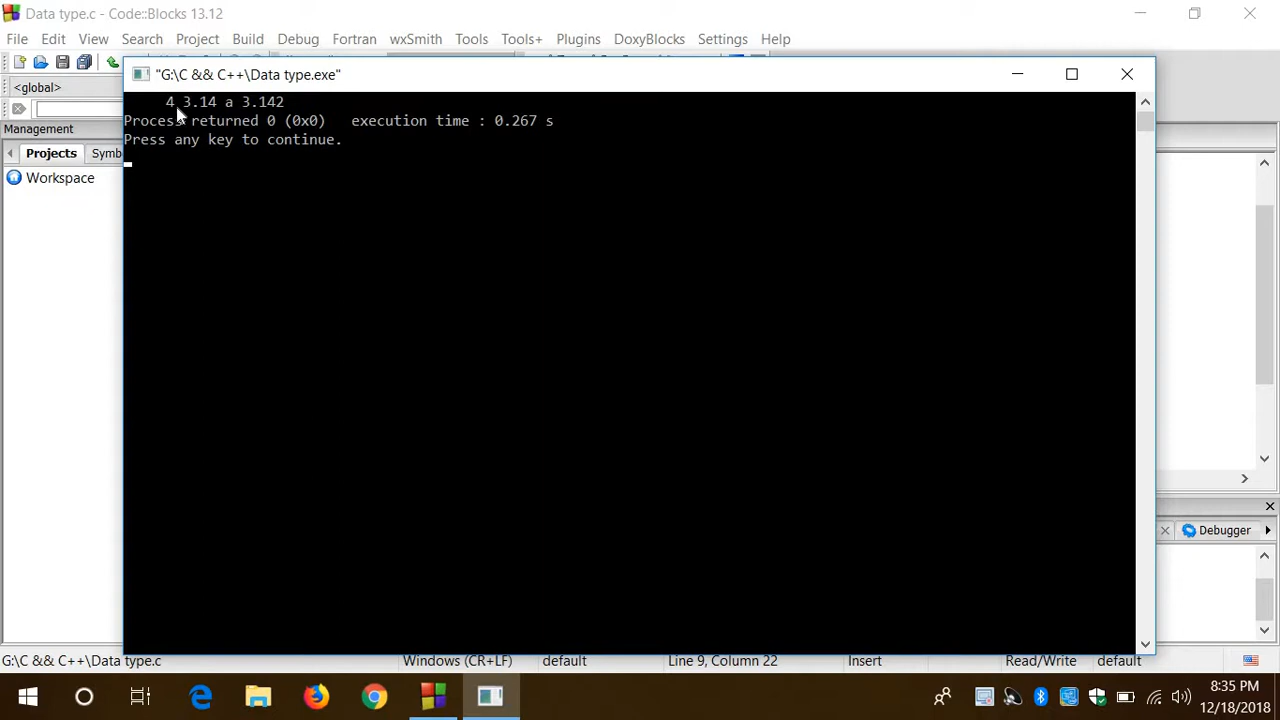 Data type.c - Code::Blocks 13.12
File Edit View Search Project Build Debug Fortran wxSmith Tools Tools+ Plugins DoxyBlocks Settings Help
"G:\C && C++\Data type.exe"
<global>
4 3.14 a 3.142
Process returned 0 (0x0)   execution time : 0.267 s
Press any key to continue.
Management
Projects Symb
Workspace
Debugger
G:\C && C++\Data type.c Windows (CR+LF) default Line 9, Column 22 Insert Read/Write default
8:35 PM
12/18/2018